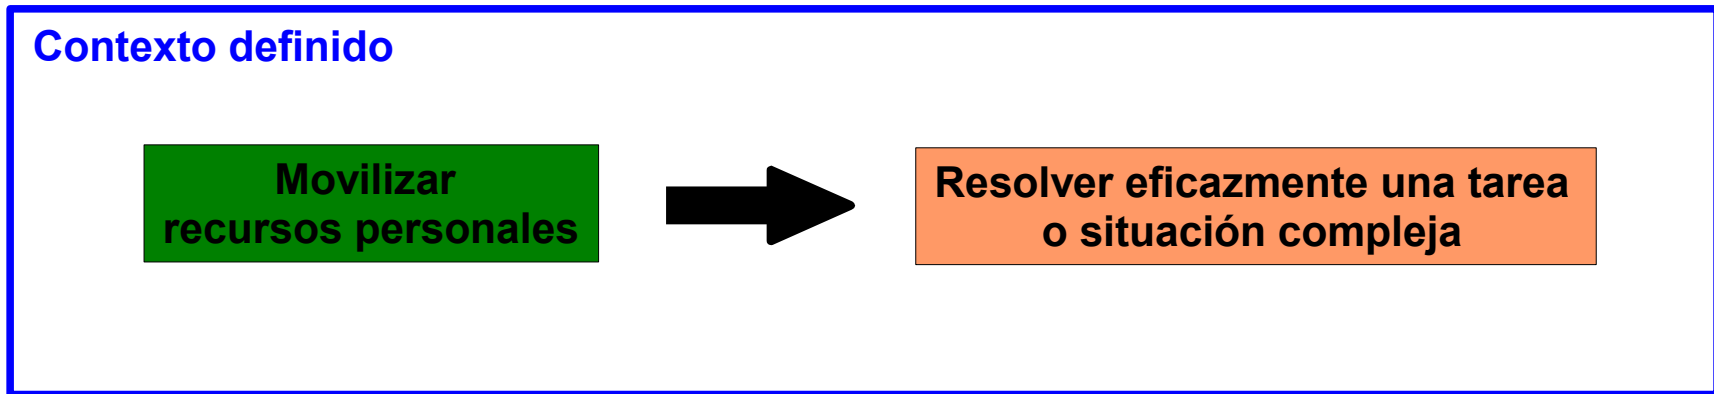 Contexto definido
Movilizar
recursos personales
Resolver eficazmente una tarea
o situación compleja